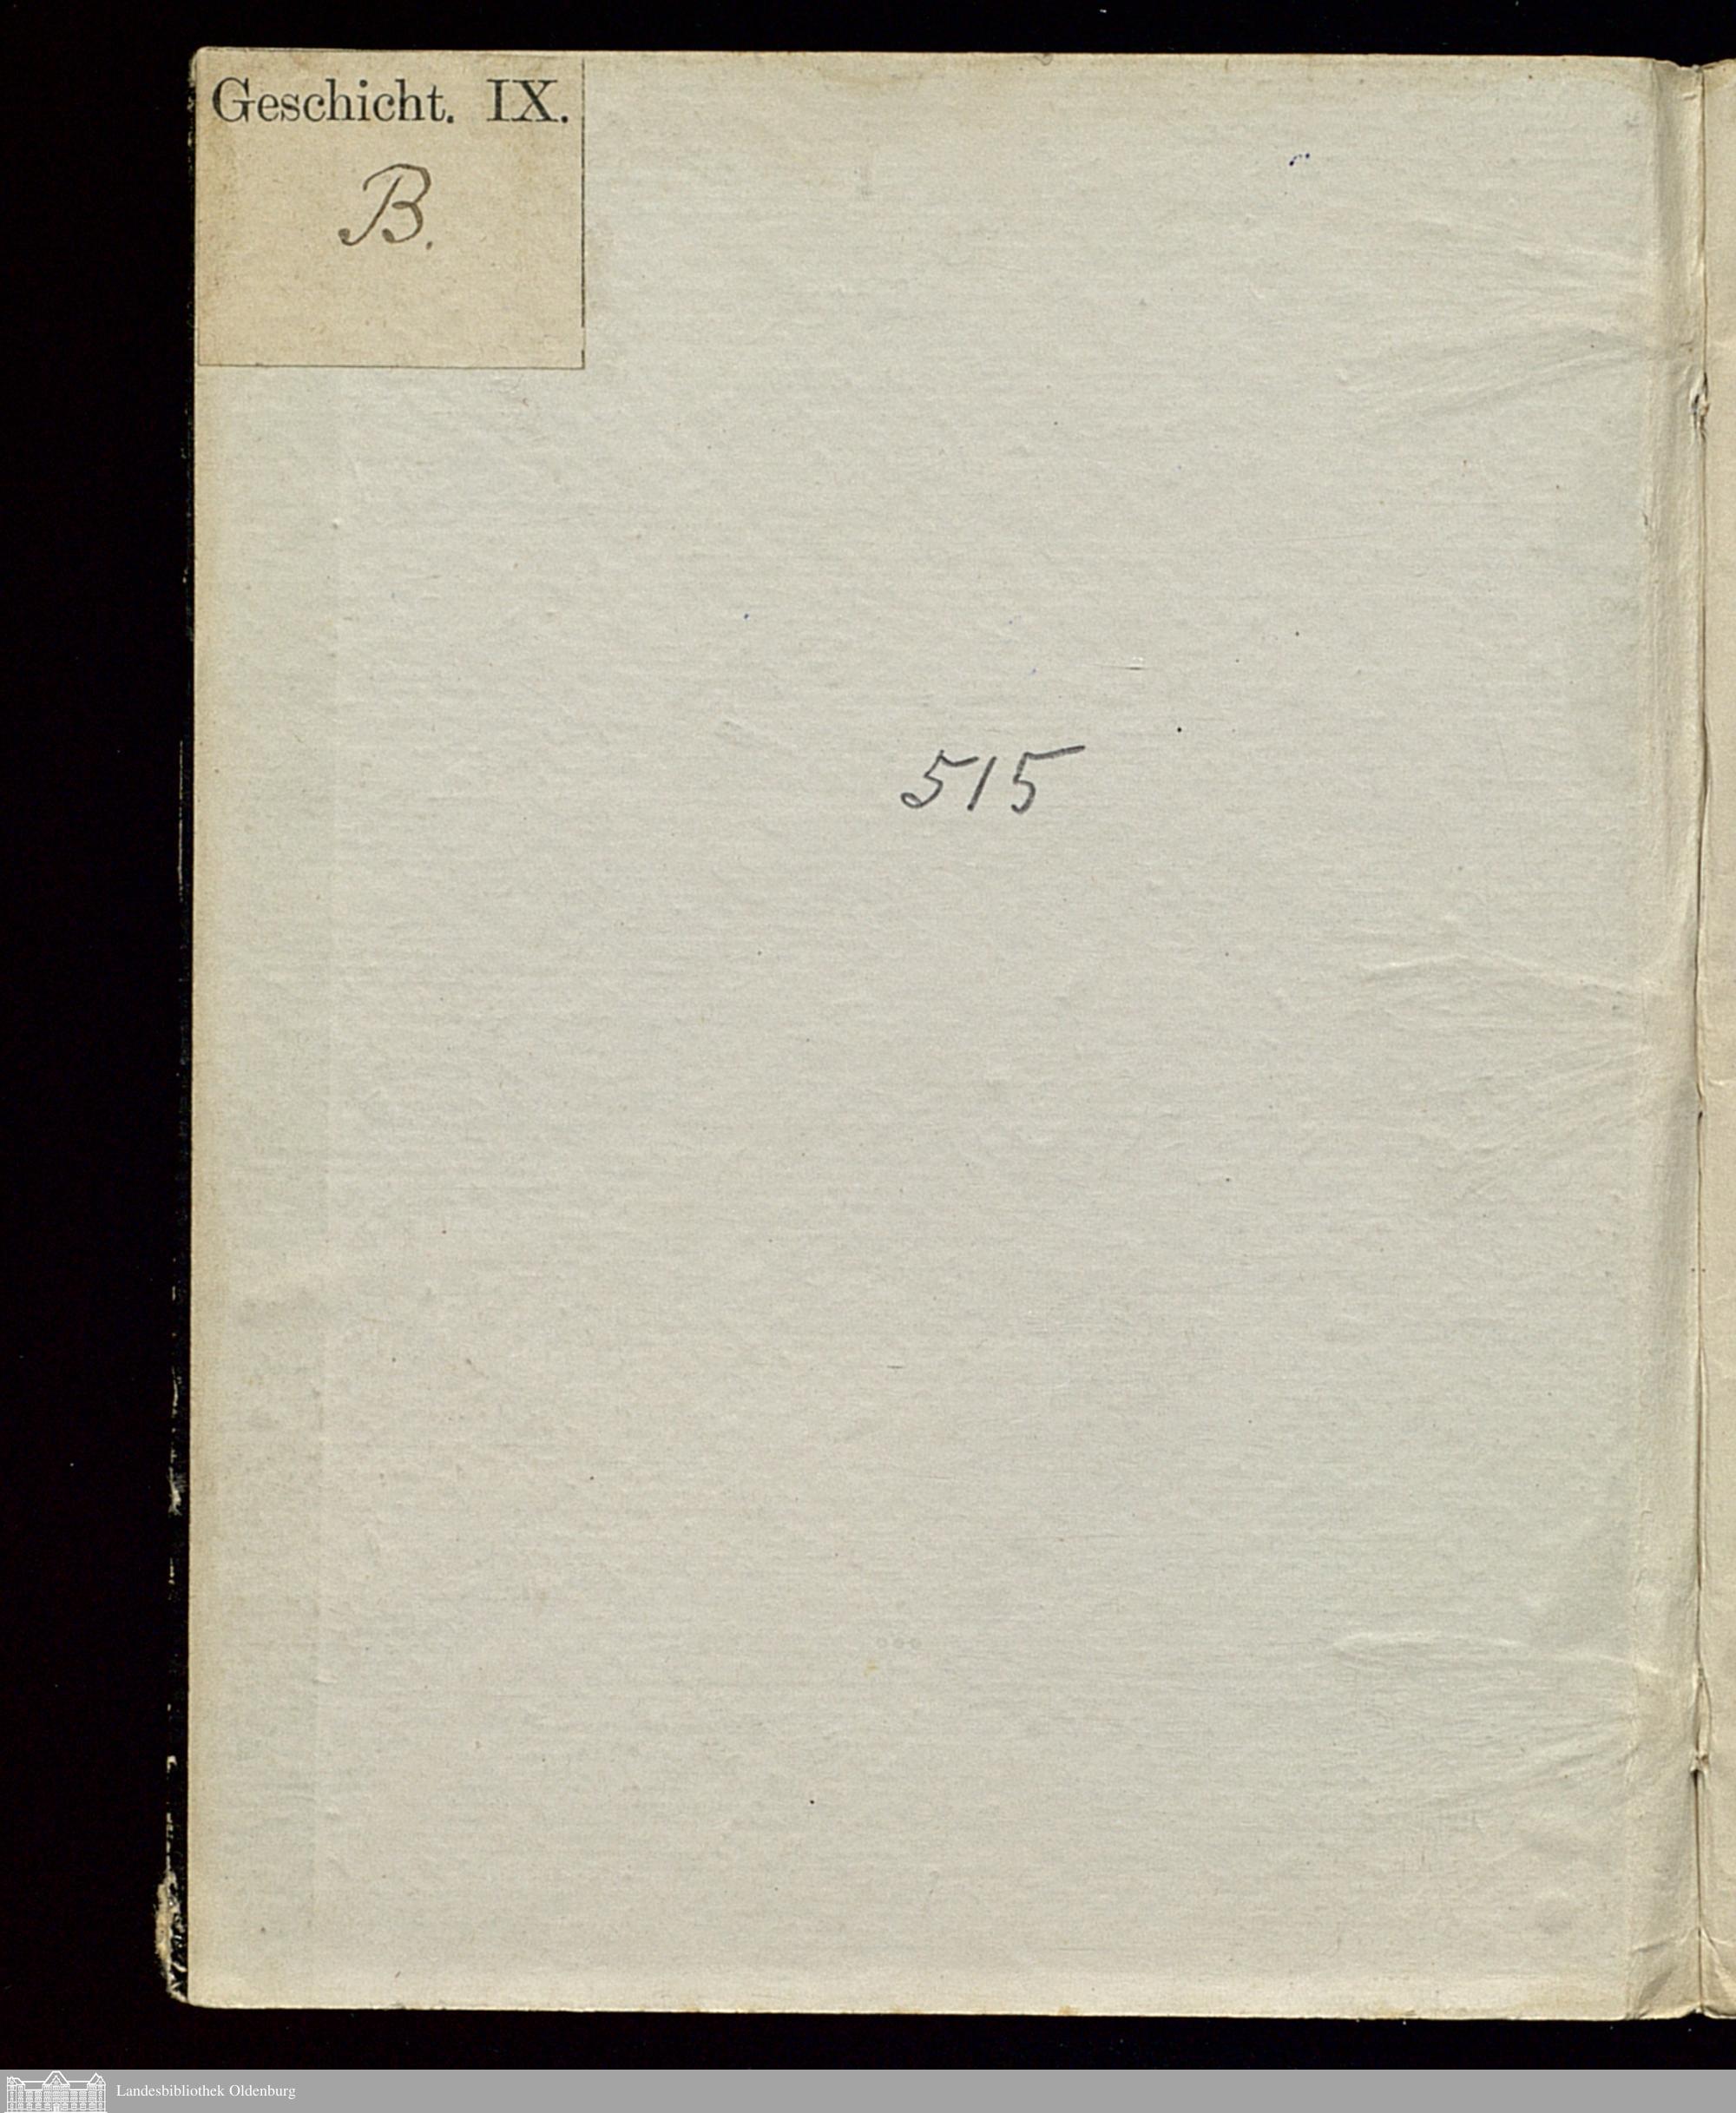 Geschicht. IX.
B.
515
Landesbibliothek Oldenburg